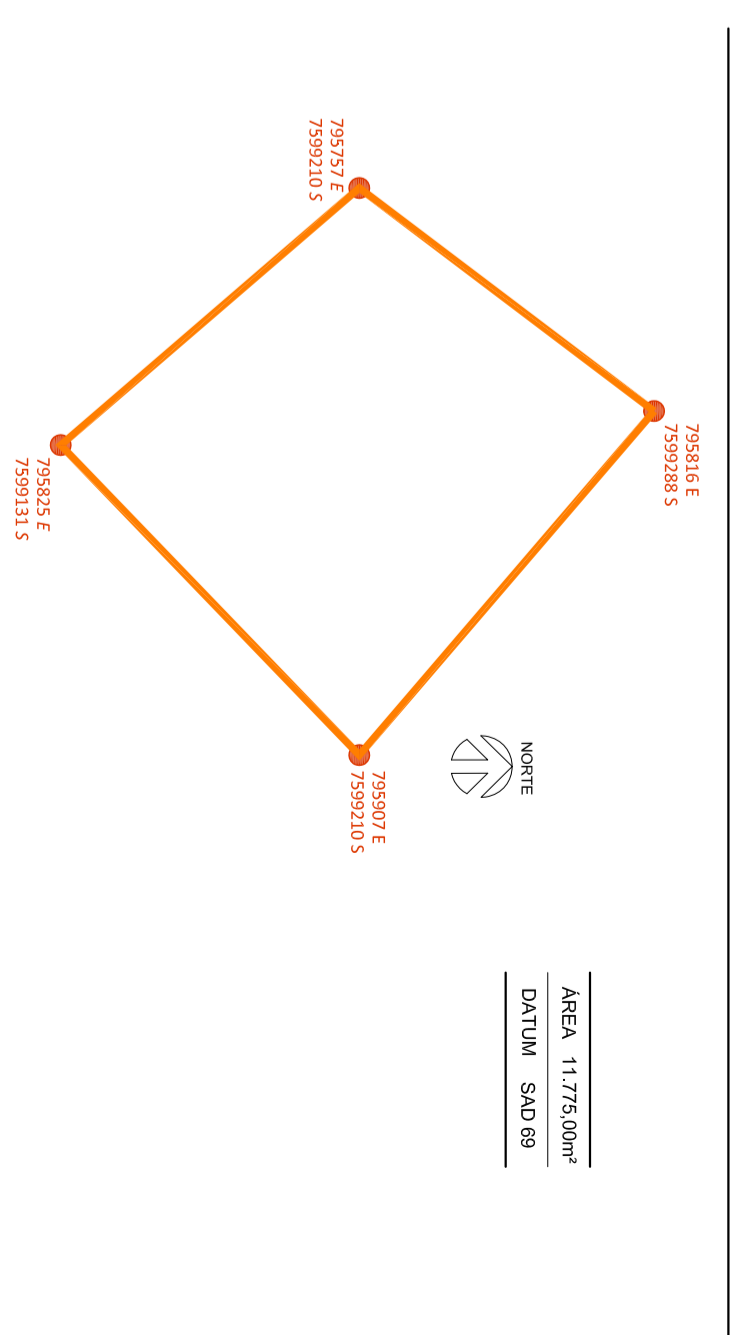 795816 E
7599288 S
795757 E
7599210 S
795907 E
7599210 S
795825 E
7599131 S
NORTE
ÁREA 11.775,00m²
DATUM SAD 69